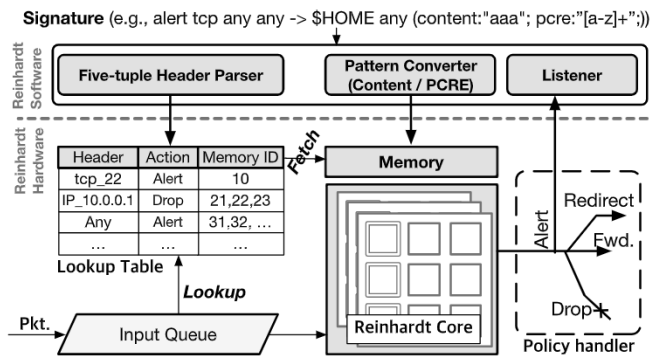 Signature (e.g., alert tcp any any -> $HOME any (content:"aaa"; pcre:”[a-z]+”;))
Reinhardt
Software
Five-tuple Header Parser
Pattern Converter
(Content / PCRE)
Listener
Reinhardt
Hardware
Header Action Memory ID
tcp_22 Alert 10
IP_10.0.0.1 Drop 21,22,23
Any Alert 31,32, ...
... ... ...
Lookup Table
Fetch
Memory
Reinhardt Core
Alert
Redirect
Fwd.
Drop
Policy handler
Lookup
Pkt.
Input Queue